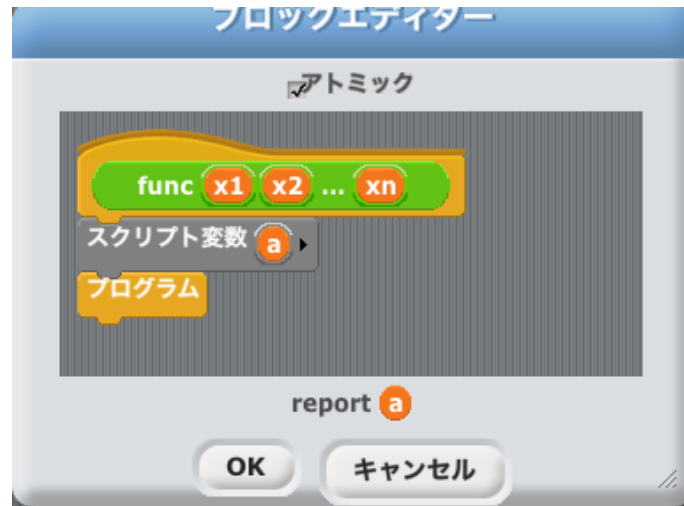 ブロックエディター
アトミック
func x1 x2 ... xn
スクリプト変数 a
プログラム
report a
OK キャンセル